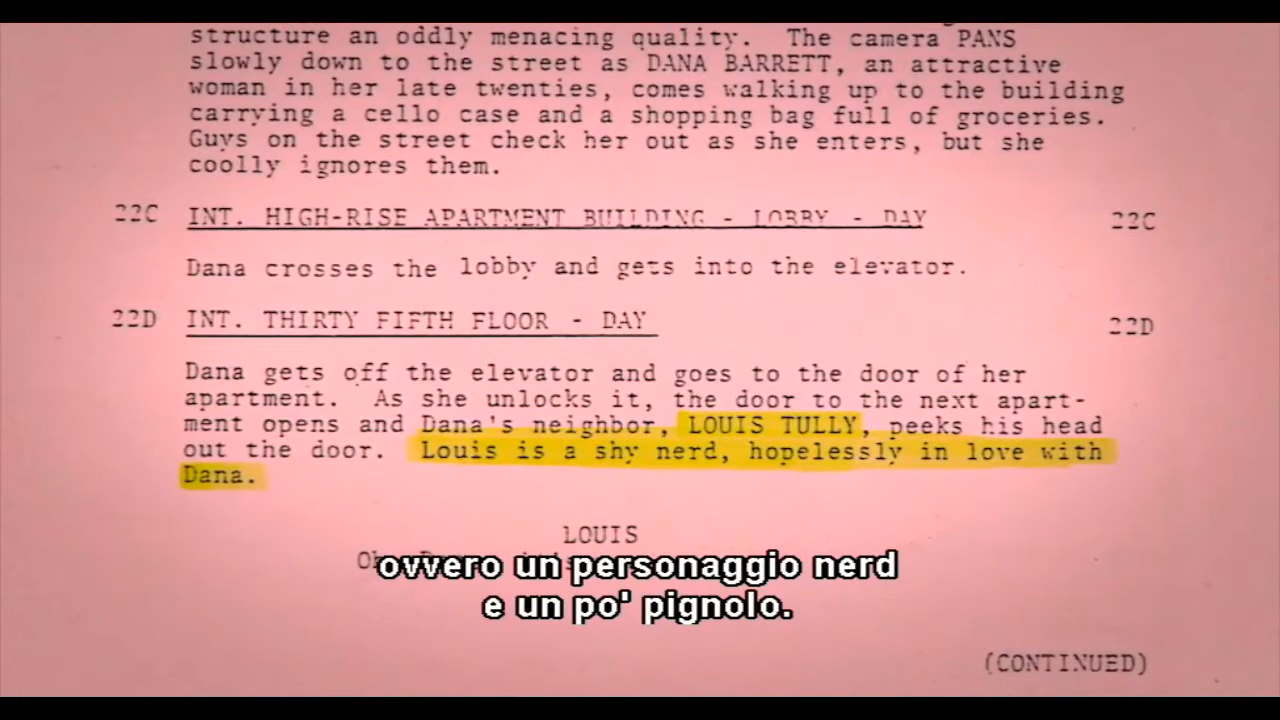 structure an oddly menacing quality. The camera PANS
slowly down to the street as DANA BARRETT, an attractive
woman in her late twenties, comes walking up to the building
carrying a cello case and a shopping bag full of groceries.
Guys on the street check her out as she enters, but she
coolly ignores them.
22C INT. HIGH-RISE APARTMENT BUILDING - LOBBY - DAY 22C
Dana crosses the lobby and gets into the elevator.
22D INT. THIRTY FIFTH FLOOR - DAY 22D
Dana gets off the elevator and goes to the door of her
apartment. As she unlocks it, the door to the next apart-
ment opens and Dana's neighbor, LOUIS TULLY, peeks his head
out the door. Louis is a shy nerd, hopelessly in love with
Dana.
LOUIS
ovvero un personaggio nerd
e un po' pignolo.
(CONTINUED)